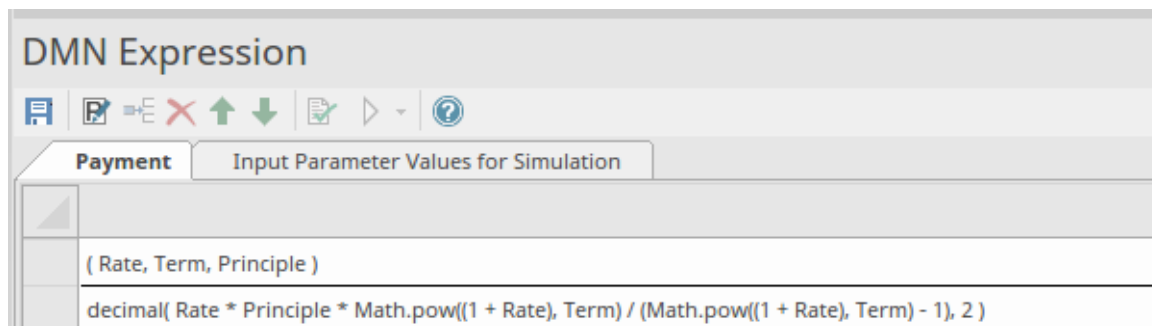 DMN Expression
Payment Input Parameter Values for Simulation
( Rate, Term, Principle )
decimal( Rate * Principle * Math.pow((1 + Rate), Term) / (Math.pow((1 + Rate), Term) - 1), 2 )